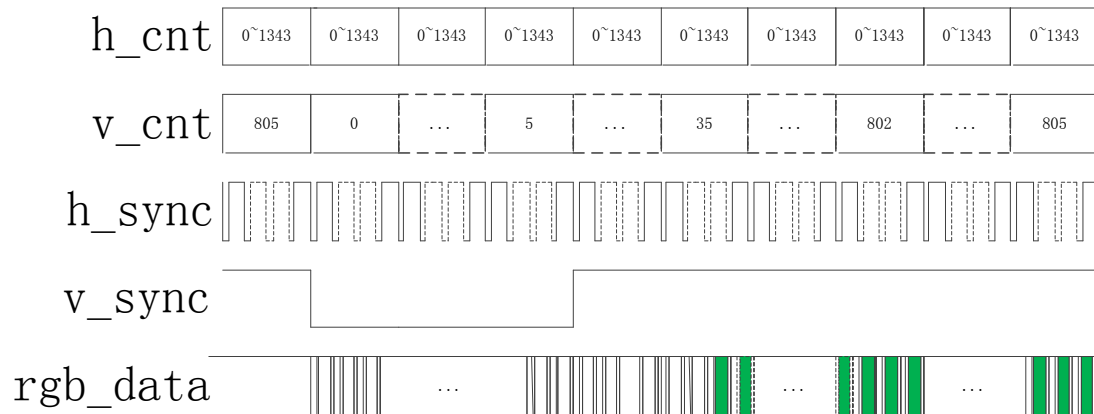 h_cnt 0~1343 0~1343 0~1343 0~1343 0~1343 0~1343 0~1343 0~1343 0~1343 0~1343
v_cnt 805 0 ... 5 ... 35 ... 802 ... 805
h_sync
v_sync
rgb_data ... ... ...